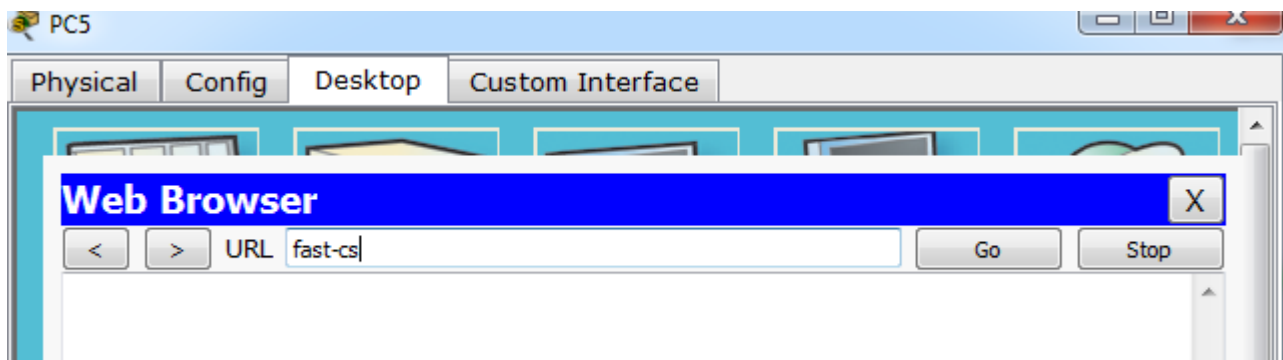 PC5
Physical Config Desktop Custom Interface
Web Browser X
< > URL fast-cs Go Stop